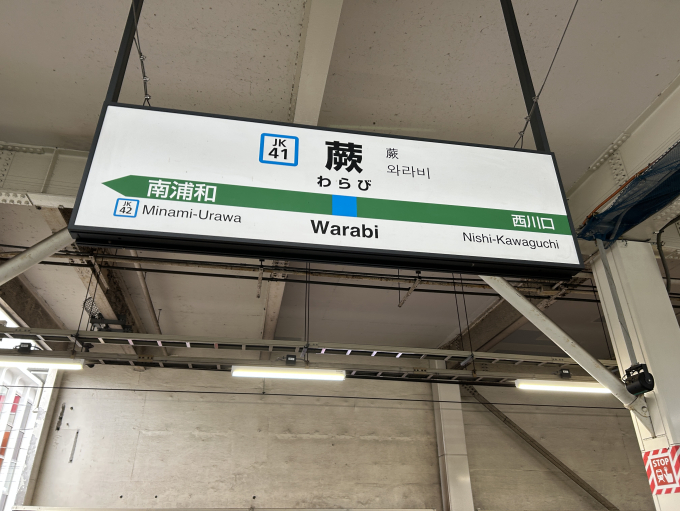 JK
41
蕨
わらび
蕨
와라비
南浦和
西川口
JK
42
Minami-Urawa
Warabi
Nishi-Kawaguchi
STOP